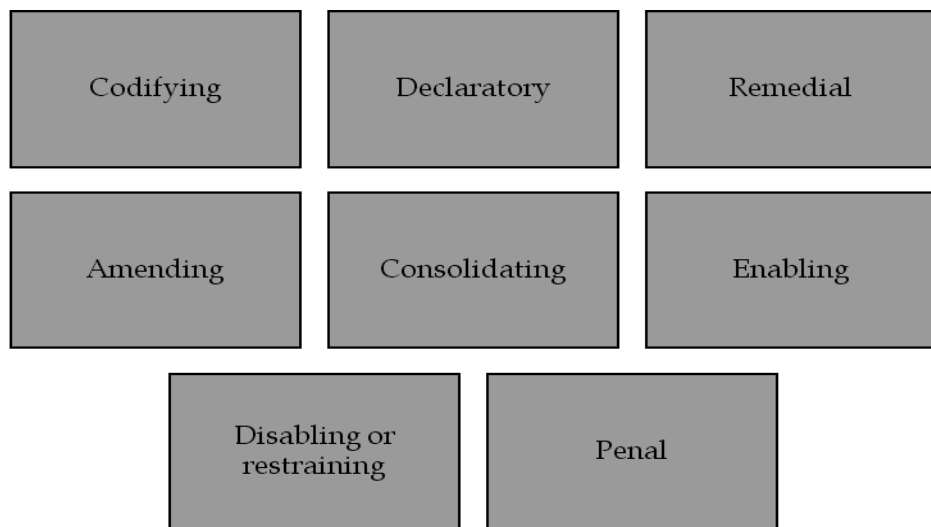 Codifying
Declaratory
Remedial
Amending
Consolidating
Enabling
Disabling or
restraining
Penal